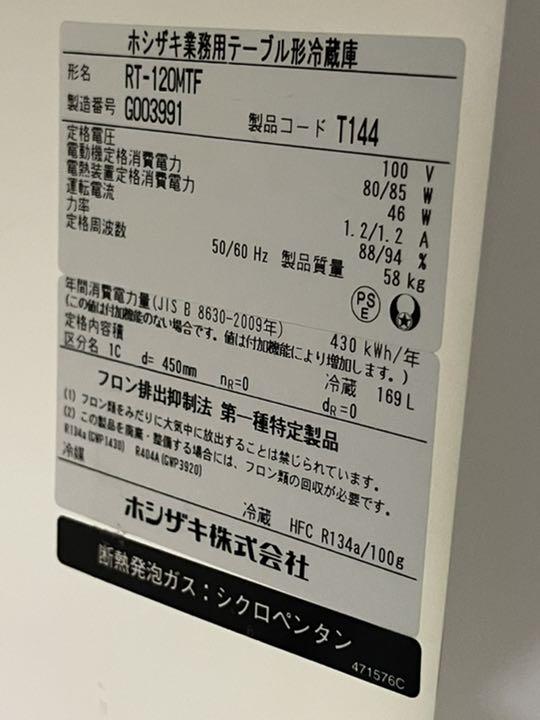 ホシザキ業務用テーブル形冷蔵庫
形名 RT-120MTF
製造番号 G003991 製品コード T144
定格電圧 100 V
電動機定格消費電力 80/85 W
電熱装置定格消費電力 46 W
運転電流 1.2/1.2 A
力率 88/94 %
定格周波数 50/60 Hz 製品質量 58 kg
PS
E
年間消費電力量(JIS B 8630-2009年) 430 kWh/年
(この値は付加機能のない場合です。値は付加機能により増加します。)
定格内容積 冷蔵 169 L
区分名 1C d= 450mm nR=0 dR=0
フロン排出抑制法 第一種特定製品
(1) フロン類をみだりに大気中に放出することは禁じられています。
(2) この製品を廃棄・整備する場合には、フロン類の回収が必要です。
R134a(GWP1430) R404A(GWP3920)
冷媒 冷蔵 HFC R134a/100g
ホシザキ株式会社
断熱発泡ガス:シクロペンタン
471576C